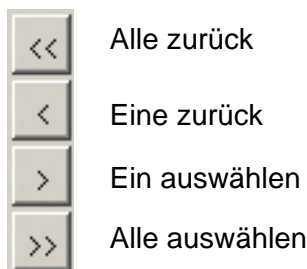 << Alle zurück
< Eine zurück
> Ein auswählen
>> Alle auswählen